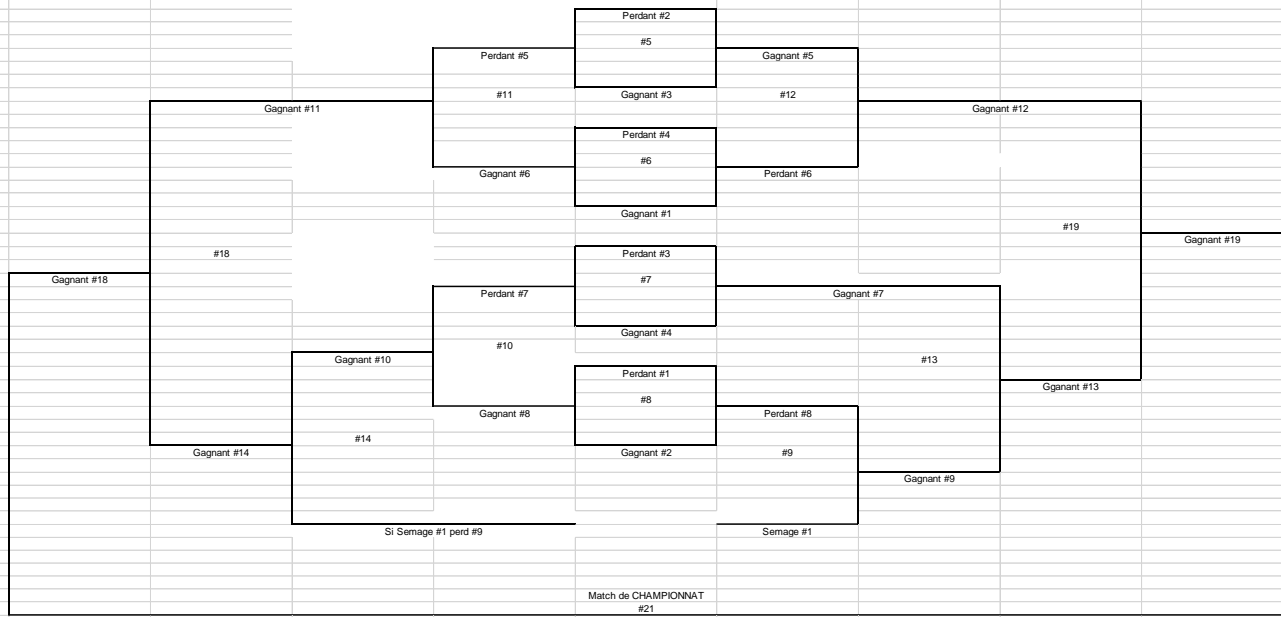 Perdant #2
#5
Perdant #5
Gagnant #5
#11
Gagnant #3
#12
Gagnant #11
Gagnant #12
Perdant #4
#6
Gagnant #6
Perdant #6
Gagnant #1
#19
Gagnant #19
#18
Perdant #3
Gagnant #18
#7
Perdant #7
Gagnant #7
Gagnant #4
#10
Gagnant #10
#13
Perdant #1
Gganant #13
#8
Gagnant #8
Perdant #8
#14
Gagnant #14
Gagnant #2
#9
Gagnant #9
Si Semage #1 perd #9
Semage #1
Match de CHAMPIONNAT
#21